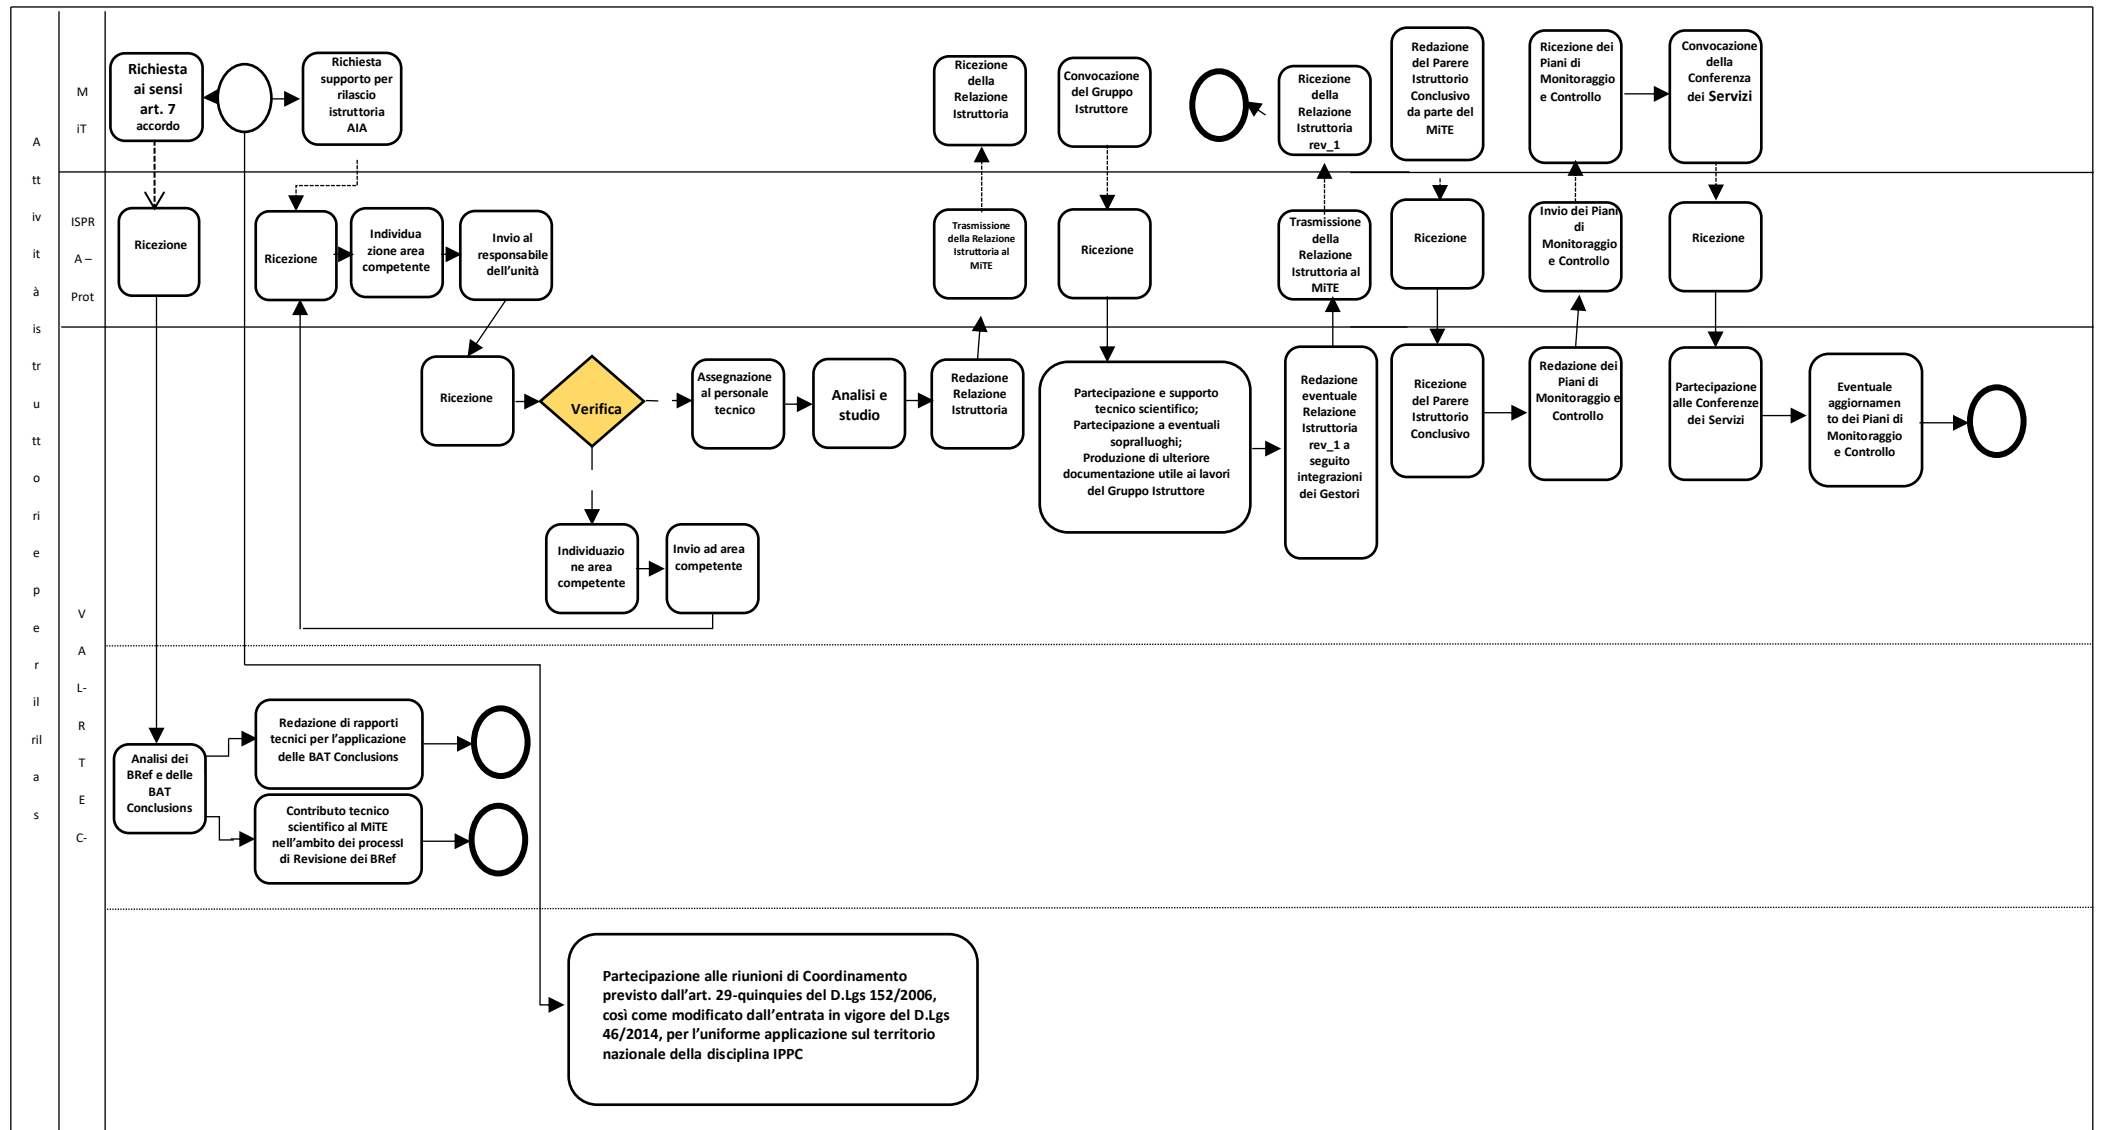 A
tt
iv
it
à
is
tr
u
tt
o
ri
e
p
e
r
il
ril
a
s
M
iT
ISPR
A –
Prot
V
A
L-
R
T
E
C-
Richiesta
ai sensi
art. 7
accordo
Richiesta
supporto per
rilascio
istruttoria
AIA
Ricezione
della
Relazione
Istruttoria
Convocazione
del Gruppo
Istruttore
Ricezione
della
Relazione
Istruttoria
rev_1
Redazione
del Parere
Istruttorio
Conclusivo
da parte del
MiTE
Ricezione dei
Piani di
Monitoraggio
e Controllo
Convocazione
della
Conferenza
dei Servizi
Ricezione
Ricezione
Individua
zione area
competente
Invio al
responsabile
dell'unità
Trasmissione
della Relazione
Istruttoria al
MiTE
Ricezione
Trasmissione
della
Relazione
Istruttoria al
MiTE
Ricezione
Invio dei Piani
di
Monitoraggio
e Controllo
Ricezione
Ricezione
Verifica
Assegnazione
al personale
tecnico
Analisi e
studio
Redazione
Relazione
Istruttoria
Partecipazione e supporto
tecnico scientifico;
Partecipazione a eventuali
sopralluoghi;
Produzione di ulteriore
documentazione utile ai lavori
del Gruppo Istruttore
Redazione
eventuale
Relazione
Istruttoria
rev_1 a
seguito
integrazioni
dei Gestori
Ricezione
del Parere
Istruttorio
Conclusivo
Redazione dei
Piani di
Monitoraggio e
Controllo
Partecipazione
alle Conferenze
dei Servizi
Eventuale
aggiornamen
to dei Piani di
Monitoraggio
e Controllo
Individuazio
ne area
competente
Invio ad area
competente
Analisi dei
BRef e delle
BAT
Conclusions
Redazione di rapporti
tecnici per l'applicazione
delle BAT Conclusions
Contributo tecnico
scientifico al MiTE
nell'ambito dei processI
di Revisione dei BRef
Partecipazione alle riunioni di Coordinamento
previsto dall'art. 29-quinquies del D.Lgs 152/2006,
così come modificato dall'entrata in vigore del D.Lgs
46/2014, per l'uniforme applicazione sul territorio
nazionale della disciplina IPPC